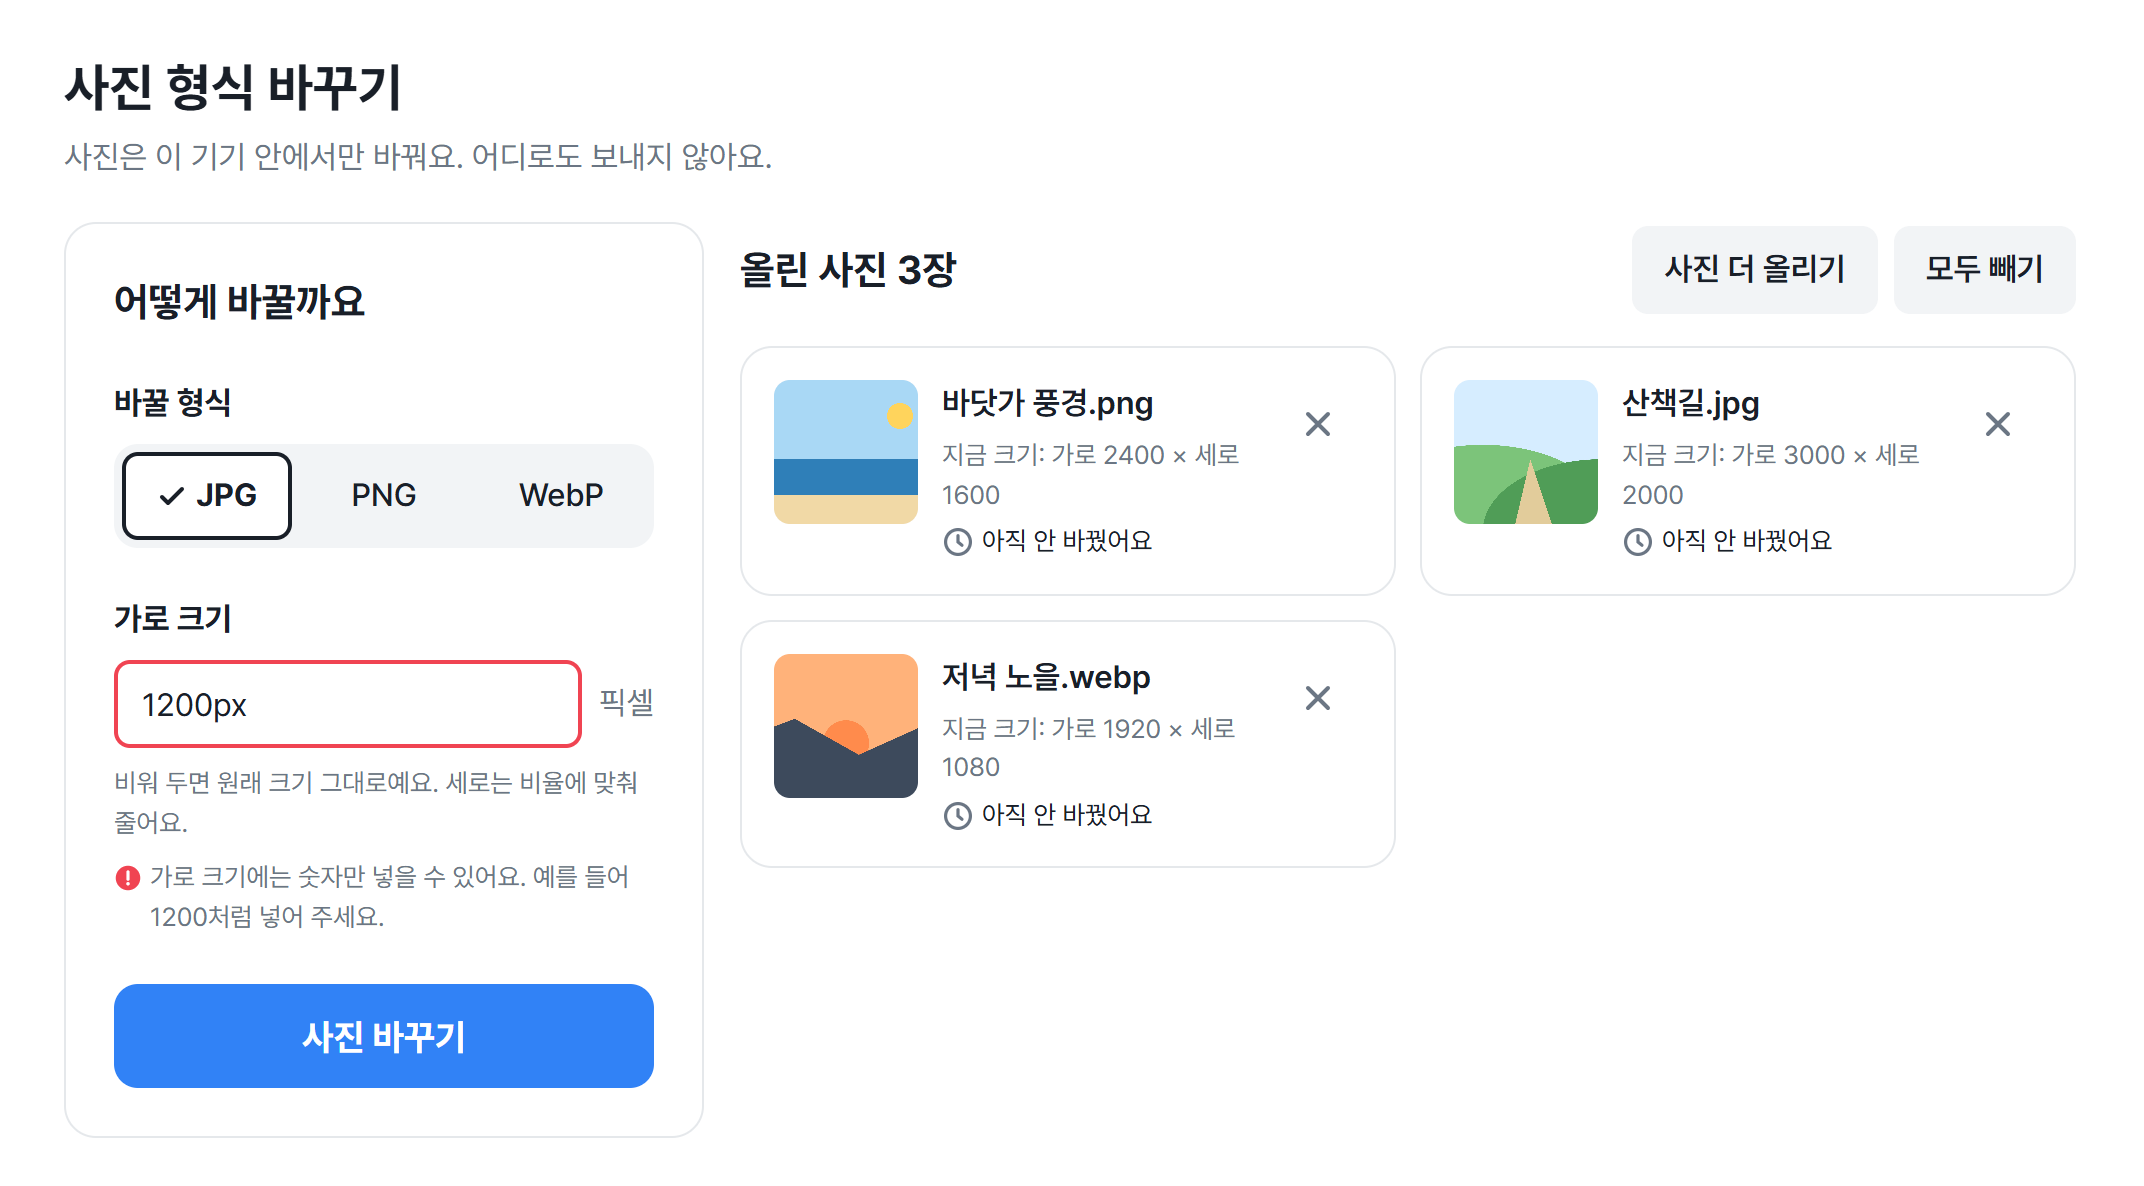 사진 형식 바꾸기
사진은 이 기기 안에서만 바꿔요. 어디로도 보내지 않아요.
어떻게 바꿀까요
바꿀 형식
JPG
PNG
WebP
가로 크기
1200px
픽셀
비워 두면 원래 크기 그대로예요. 세로는 비율에 맞춰
줄어요.
가로 크기에는 숫자만 넣을 수 있어요. 예를 들어
1200처럼 넣어 주세요.
사진 바꾸기
올린 사진 3장
사진 더 올리기
모두 빼기
바닷가 풍경.png
지금 크기: 가로 2400 × 세로
1600
아직 안 바꿨어요
산책길.jpg
지금 크기: 가로 3000 × 세로
2000
아직 안 바꿨어요
저녁 노을.webp
지금 크기: 가로 1920 × 세로
1080
아직 안 바꿨어요